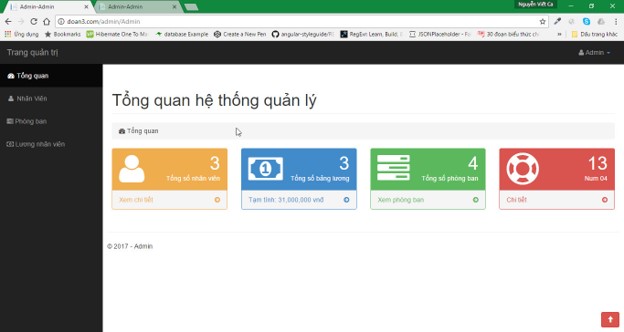 Nguyễn Viết Ca
Admin-Admin
Admin-Admin
doan3.com/admin/Admin
Ứng dụng
Bookmarks
Hibernate One To M
database Example
Create a New Pen
angular-styleguide/
RegExr: Learn, Build,
JSONPlaceholder -
30 đoạn biểu thức ch
Dấu trang khác
Trang quản trị
Admin
Tổng quan
Nhân Viên
Phòng ban
Lương nhân viên
Tổng quan hệ thống quản lý
Tổng quan
3
Tổng số nhân viên
Xem chi tiết
3
Tổng số bảng lương
Tạm tính: 31,000,000 vnđ
4
Tổng số phòng ban
Xem phòng ban
13
Num 04
Chi tiết
© 2017 - Admin